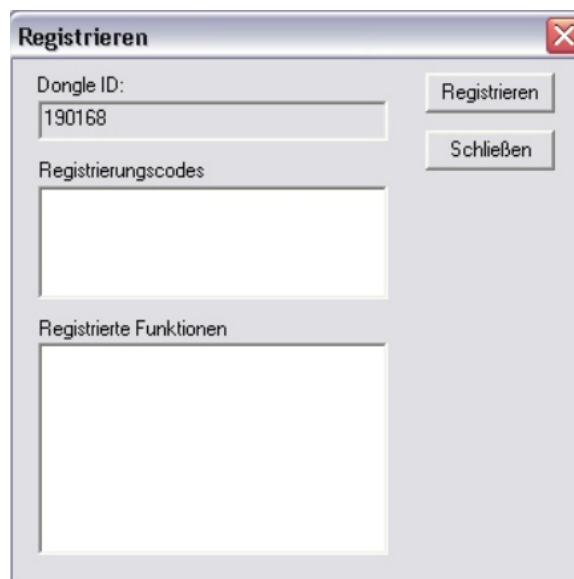 Registrieren
Dongle ID:
190168
Registrieren
Schließen
Registrierungscodes
Registrierte Funktionen